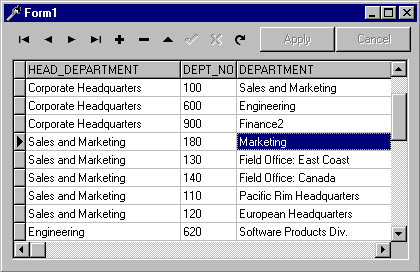 Form1
Apply Cancel
HEAD_DEPARTMENT DEPT_NO DEPARTMENT
Corporate Headquarters 100 Sales and Marketing
Corporate Headquarters 600 Engineering
Corporate Headquarters 900 Finance2
Sales and Marketing 180 Marketing
Sales and Marketing 130 Field Office: East Coast
Sales and Marketing 140 Field Office: Canada
Sales and Marketing 110 Pacific Rim Headquarters
Sales and Marketing 120 European Headquarters
Engineering 620 Software Products Div.